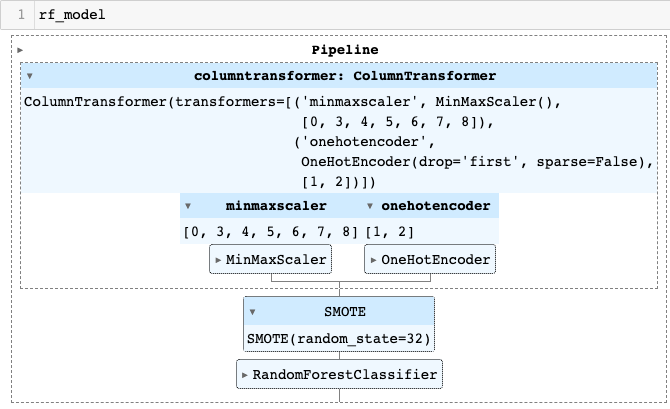 1 rf_model
▸ Pipeline
▾ columntransformer: ColumnTransformer
ColumnTransformer(transformers=[('minmaxscaler', MinMaxScaler(),
[0, 3, 4, 5, 6, 7, 8]),
('onehotencoder',
OneHotEncoder(drop='first', sparse=False),
[1, 2])])
▾ minmaxscaler ▾ onehotencoder
[0, 3, 4, 5, 6, 7, 8] [1, 2]
▸ MinMaxScaler ▸ OneHotEncoder
▾ SMOTE
SMOTE(random_state=32)
▸ RandomForestClassifier